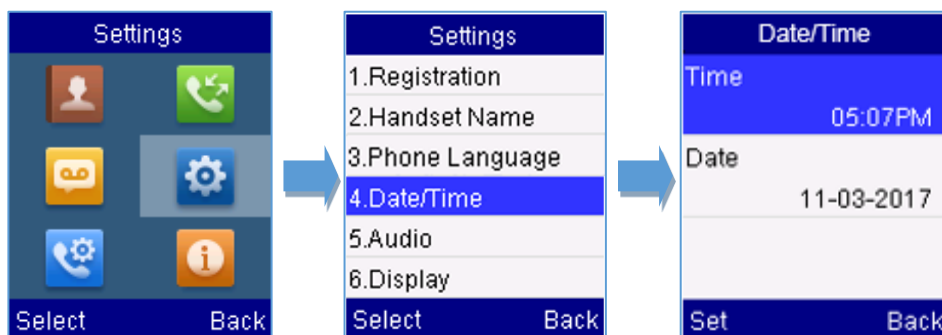 Settings
Select Back
Settings
1.Registration
2.Handset Name
3.Phone Language
4.Date/Time
5.Audio
6.Display
Select Back
Date/Time
Time
05:07PM
Date
11-03-2017
Set Back